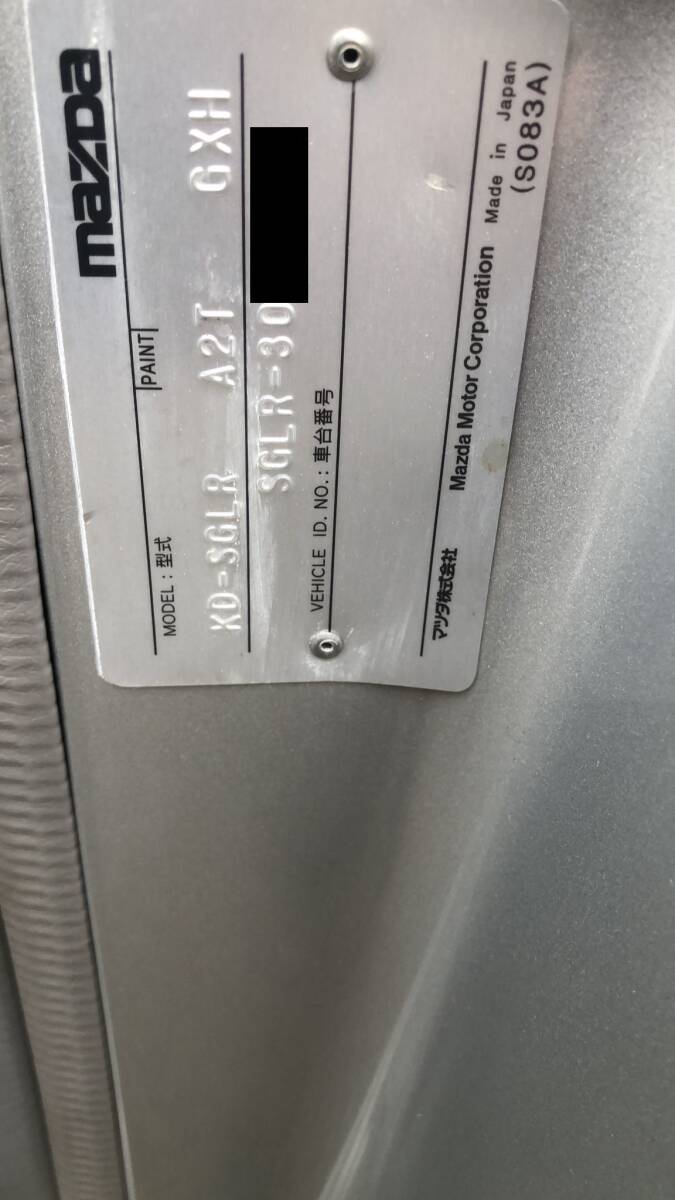 mazda
MODEL : 型式 PAINT
KD-SGLR A2T GXH
SGLR-30
VEHICLE ID. NO. : 車台番号
マツダ株式会社 Mazda Motor Corporation Made in Japan
(S083A)